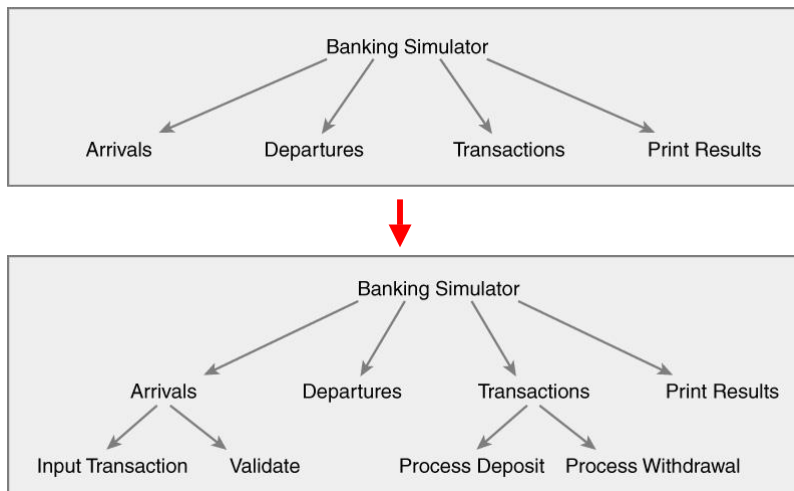 Banking Simulator
Arrivals Departures Transactions Print Results
Banking Simulator
Arrivals Departures Transactions Print Results
Input Transaction Validate Process Deposit Process Withdrawal